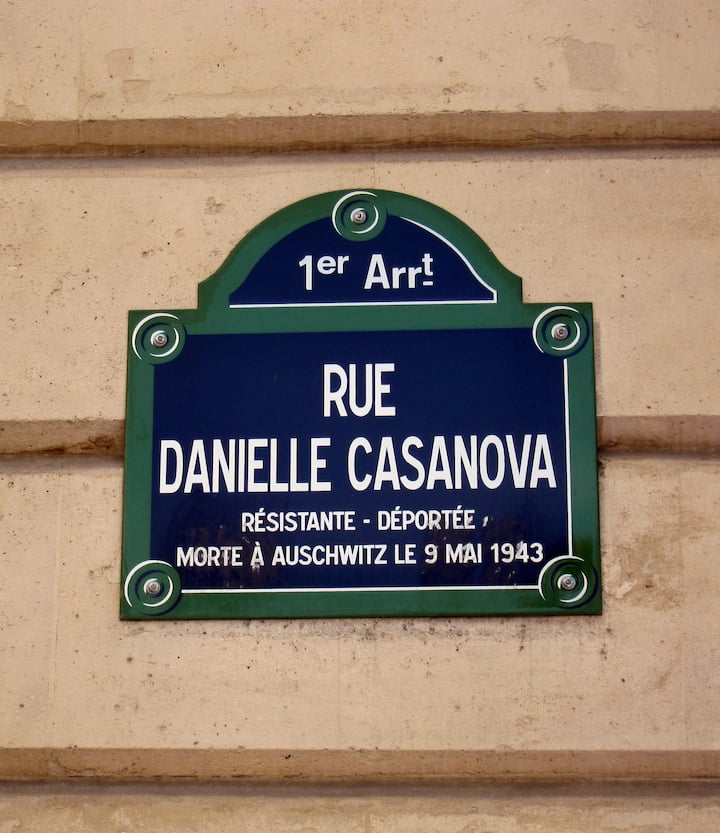 1er Arrt
RUE
DANIELLE CASANOVA
RÉSISTANTE - DÉPORTÉE
MORTE À AUSCHWITZ LE 9 MAI 1943